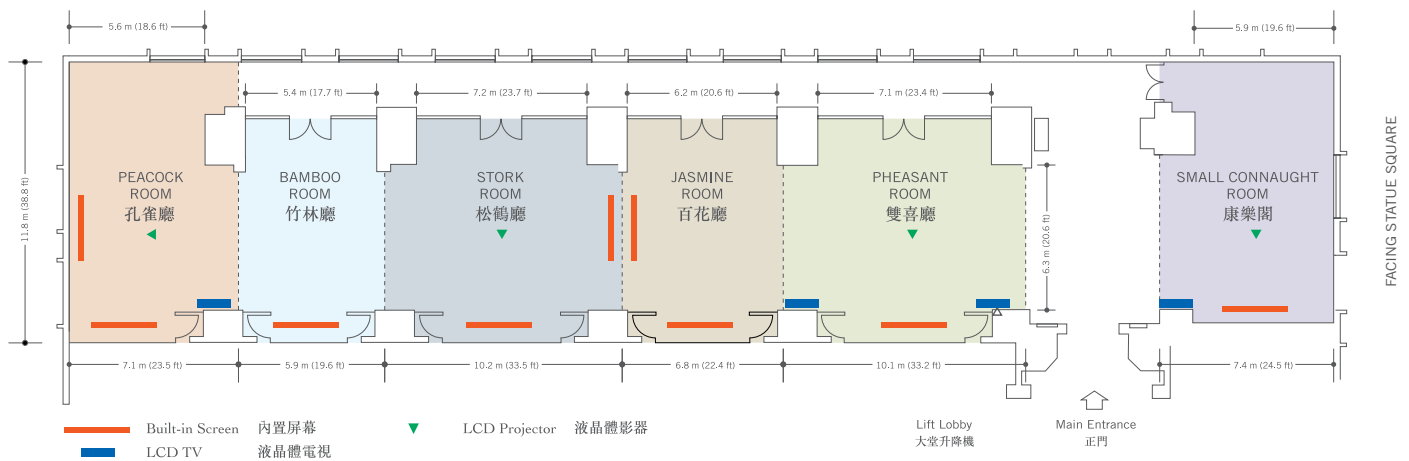 5.6 m (18.6 ft)
5.9 m (19.6 ft)
5.4 m (17.7 ft)
7.2 m (23.7 ft)
6.2 m (20.6 ft)
7.1 m (23.4 ft)
11.8 m (38.8 ft)
PEACOCK
ROOM
孔雀廳
BAMBOO
ROOM
竹林廳
STORK
ROOM
松鶴廳
JASMINE
ROOM
百花廳
PHEASANT
ROOM
雙喜廳
6.3 m (20.6 ft)
SMALL CONNAUGHT
ROOM
康樂閣
FACING STATUE SQUARE
7.1 m (23.5 ft)
5.9 m (19.6 ft)
10.2 m (33.5 ft)
6.8 m (22.4 ft)
10.1 m (33.2 ft)
7.4 m (24.5 ft)
Built-in Screen 內置屏幕
LCD Projector 液晶體影器
LCD TV 液晶體電視
Lift Lobby
大堂升降機
Main Entrance
正門